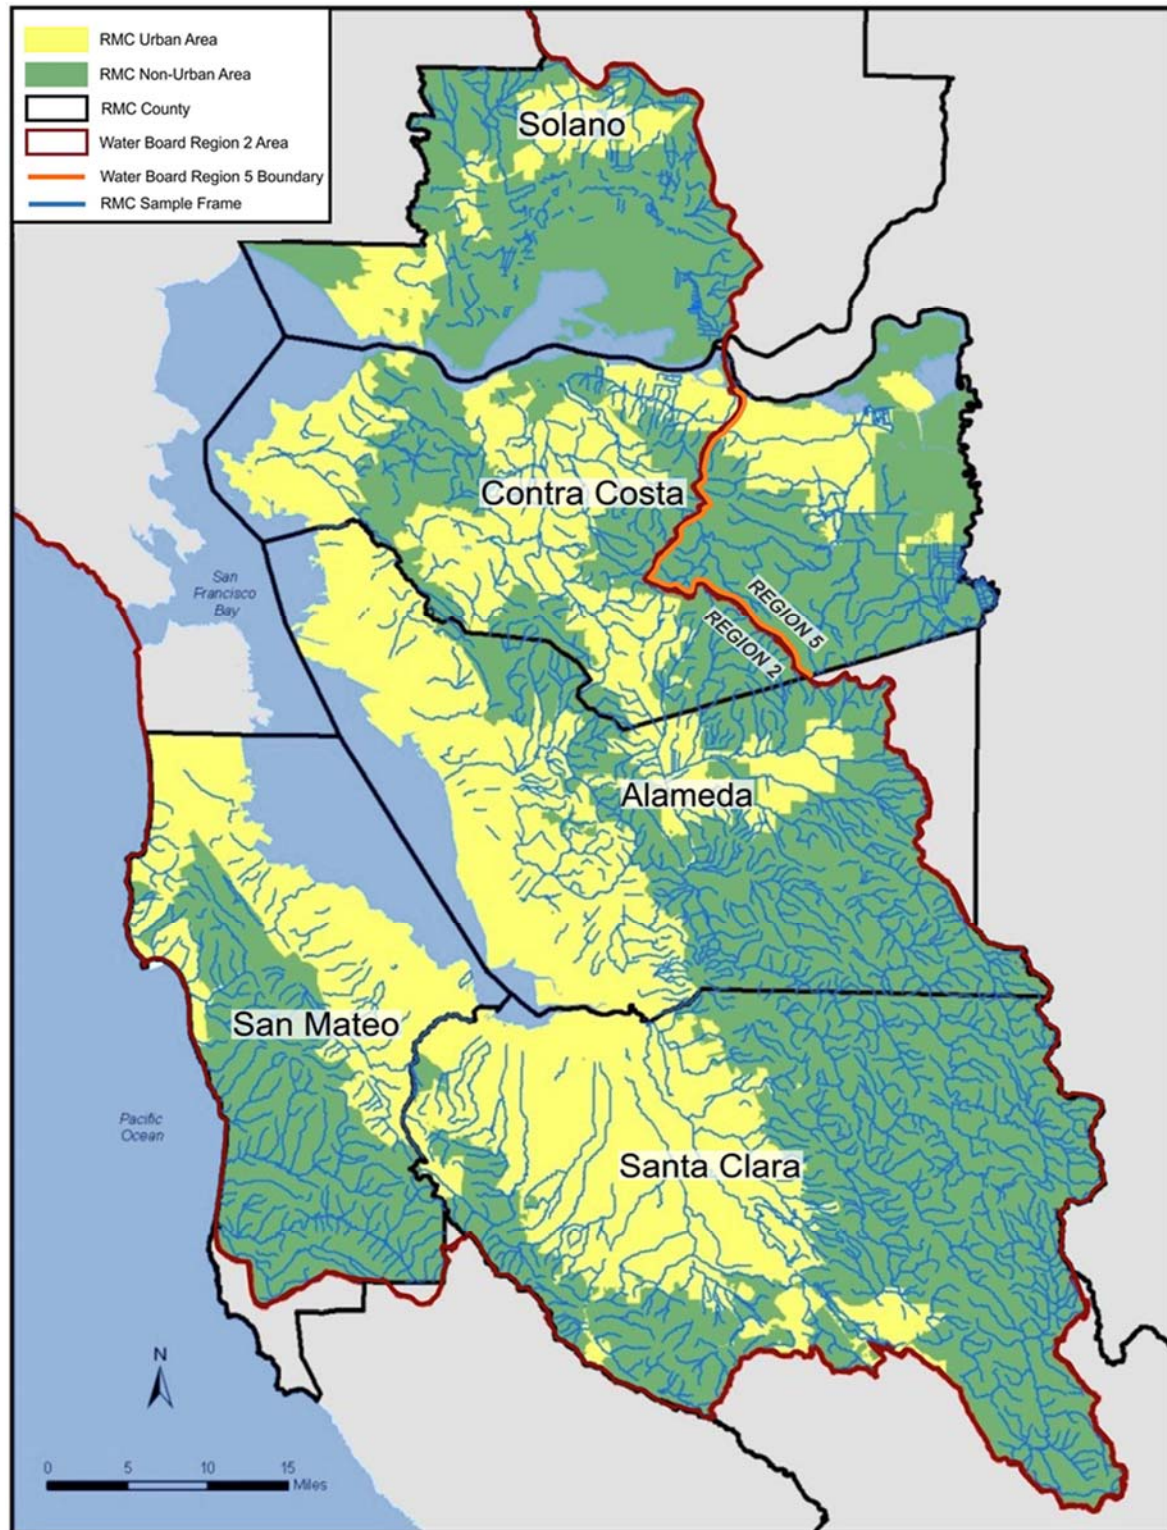 RMC Urban Area
RMC Non-Urban Area
RMC County
Water Board Region 2 Area
Water Board Region 5 Boundary
RMC Sample Frame
Solano
Contra Costa
San
Francisco
Bay
REGION 5
REGION 2
Alameda
San Mateo
Pacific
Ocean
Santa Clara
N
0 5 10 15
Miles